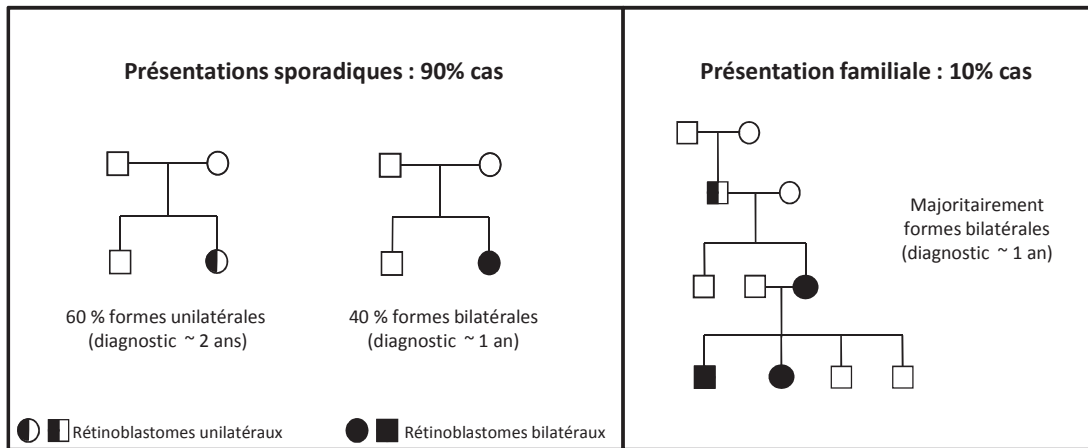 Présentations sporadiques : 90% cas
60 % formes unilatérales
(diagnostic ~ 2 ans)
40 % formes bilatérales
(diagnostic ~ 1 an)
Rétinoblastomes unilatéraux
Rétinoblastomes bilatéraux
Présentation familiale : 10% cas
Majoritairement
formes bilatérales
(diagnostic ~ 1 an)